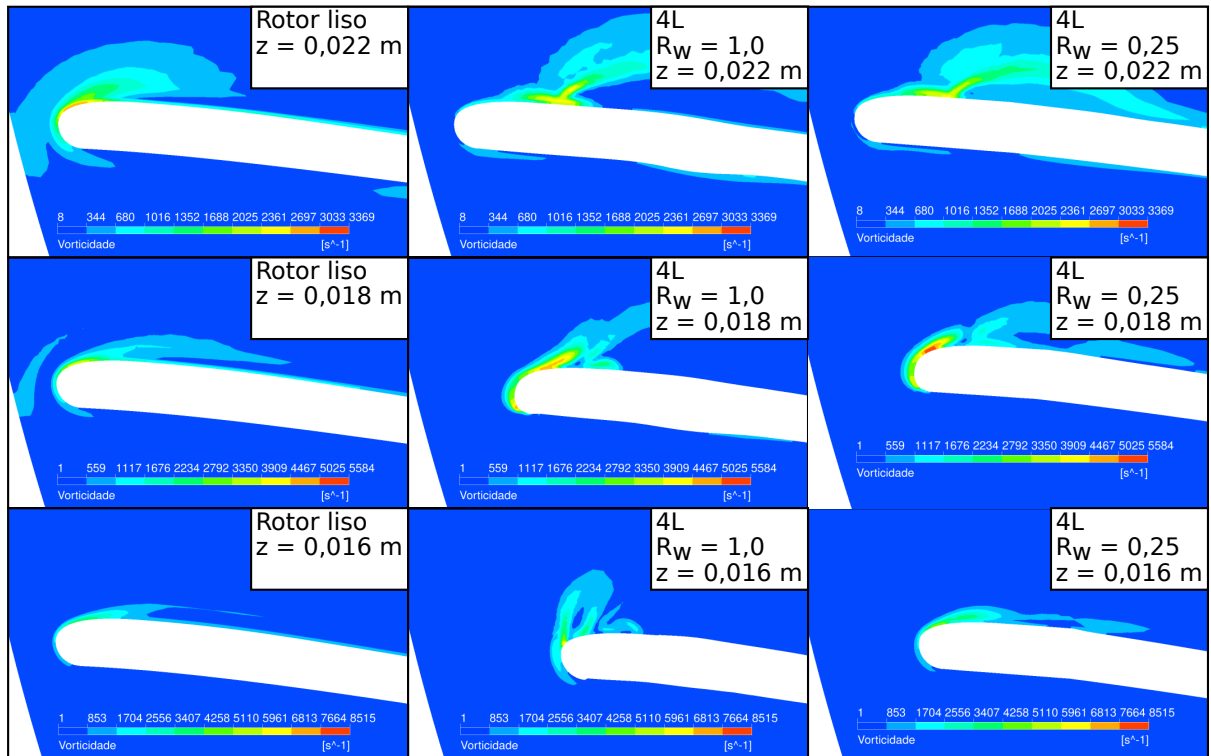 Rotor liso
z = 0,022 m
8 344 680 1016 1352 1688 2025 2361 2697 3033 3369
Vorticidade [s^-1]
4L
R_W = 1,0
z = 0,022 m
8 344 680 1016 1352 1688 2025 2361 2697 3033 3369
Vorticidade [s^-1]
4L
R_W = 0,25
z = 0,022 m
8 344 680 1016 1352 1688 2025 2361 2697 3033 3369
Vorticidade [s^-1]
Rotor liso
z = 0,018 m
1 559 1117 1676 2234 2792 3350 3909 4467 5025 5584
Vorticidade [s^-1]
4L
R_W = 1,0
z = 0,018 m
1 559 1117 1676 2234 2792 3350 3909 4467 5025 5584
Vorticidade [s^-1]
4L
R_W = 0,25
z = 0,018 m
1 559 1117 1676 2234 2792 3350 3909 4467 5025 5584
Vorticidade [s^-1]
Rotor liso
z = 0,016 m
1 853 1704 2556 3407 4258 5110 5961 6813 7664 8515
Vorticidade [s^-1]
4L
R_W = 1,0
z = 0,016 m
1 853 1704 2556 3407 4258 5110 5961 6813 7664 8515
Vorticidade [s^-1]
4L
R_W = 0,25
z = 0,016 m
1 853 1704 2556 3407 4258 5110 5961 6813 7664 8515
Vorticidade [s^-1]